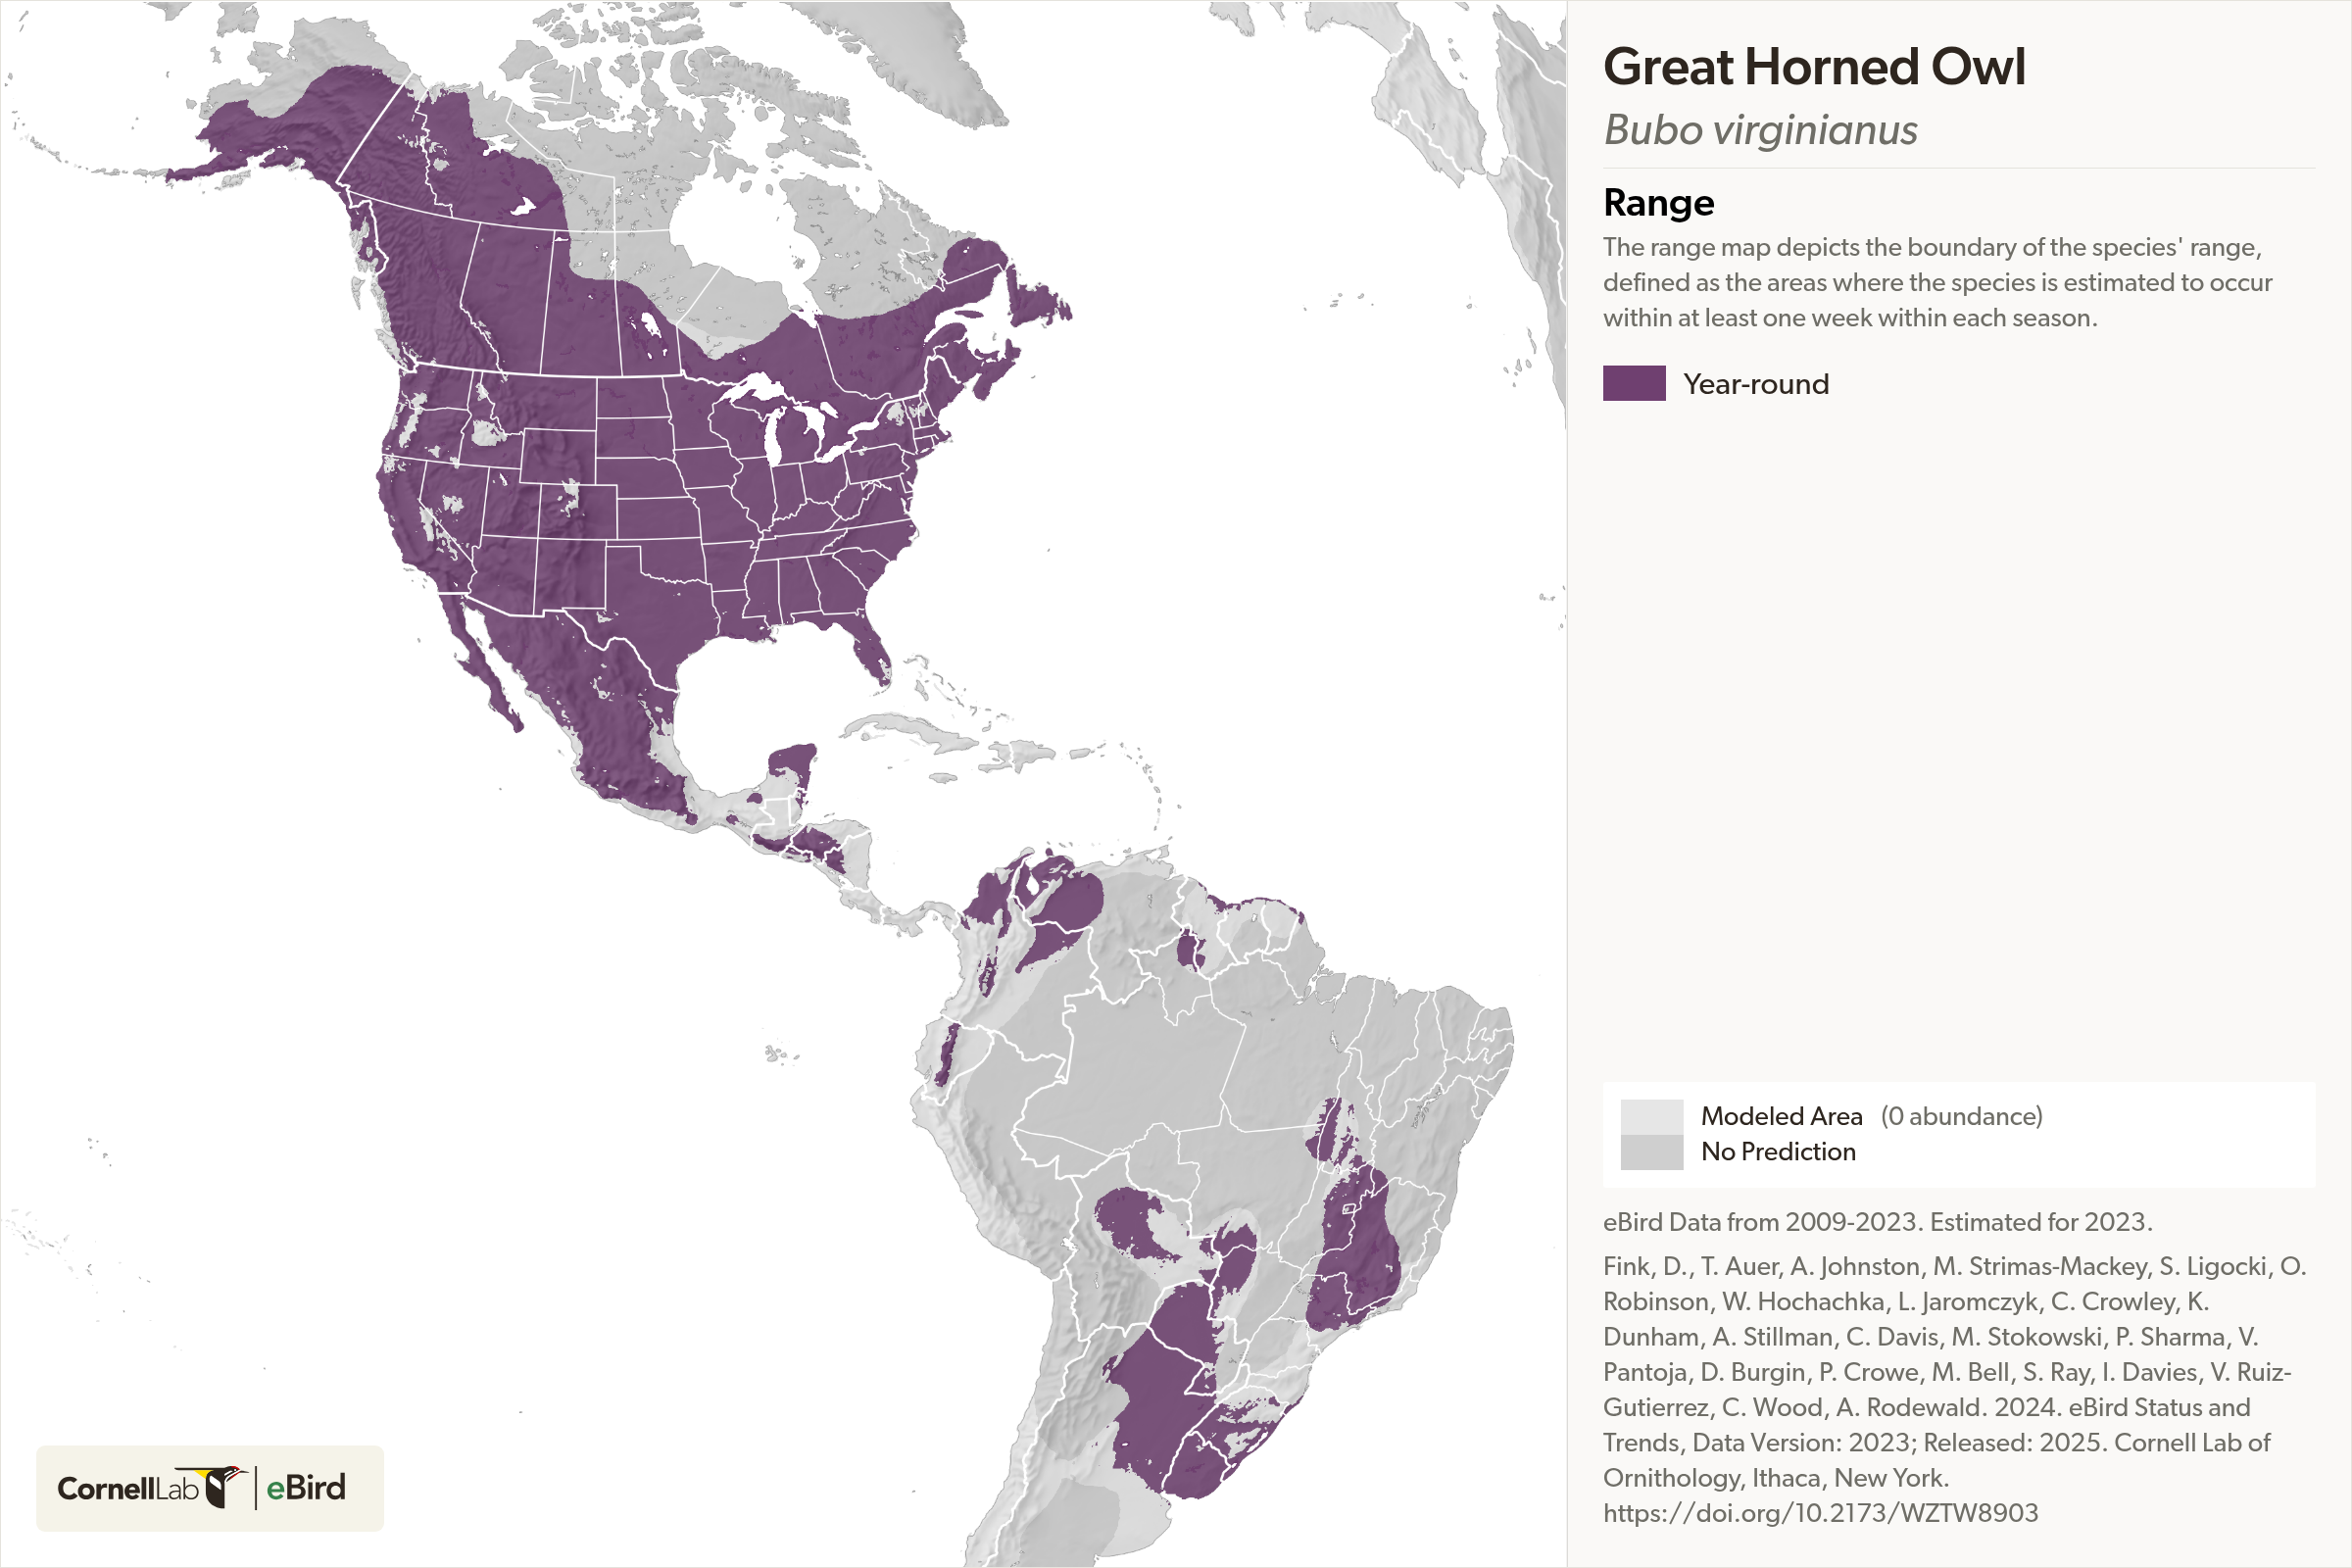 Great Horned Owl
Bubo virginianus
Range
The range map depicts the boundary of the species' range,
defined as the areas where the species is estimated to occur
within at least one week within each season.
Year-round
Modeled Area (0 abundance)
No Prediction
eBird Data from 2009-2023. Estimated for 2023.
Fink, D., T. Auer, A. Johnston, M. Strimas-Mackey, S. Ligocki, O.
Robinson, W. Hochachka, L. Jaromczyk, C. Crowley, K.
Dunham, A. Stillman, C. Davis, M. Stokowski, P. Sharma, V.
Pantoja, D. Burgin, P. Crowe, M. Bell, S. Ray, I. Davies, V. Ruiz-
Gutierrez, C. Wood, A. Rodewald. 2024. eBird Status and
Trends, Data Version: 2023; Released: 2025. Cornell Lab of
Ornithology, Ithaca, New York.
https://doi.org/10.2173/WZTW8903
CornellLab eBird